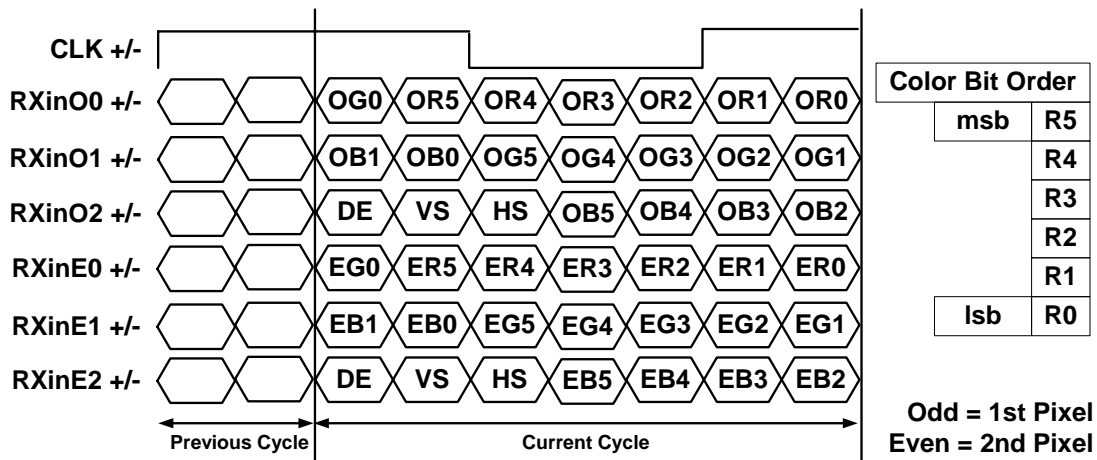 CLK +/-
RXinO0 +/- OG0 OR5 OR4 OR3 OR2 OR1 OR0
RXinO1 +/- OB1 OB0 OG5 OG4 OG3 OG2 OG1
RXinO2 +/- DE VS HS OB5 OB4 OB3 OB2
RXinE0 +/- EG0 ER5 ER4 ER3 ER2 ER1 ER0
RXinE1 +/- EB1 EB0 EG5 EG4 EG3 EG2 EG1
RXinE2 +/- DE VS HS EB5 EB4 EB3 EB2
Previous Cycle Current Cycle
Color Bit Order
msb R5
R4
R3
R2
R1
lsb R0
Odd = 1st Pixel
Even = 2nd Pixel